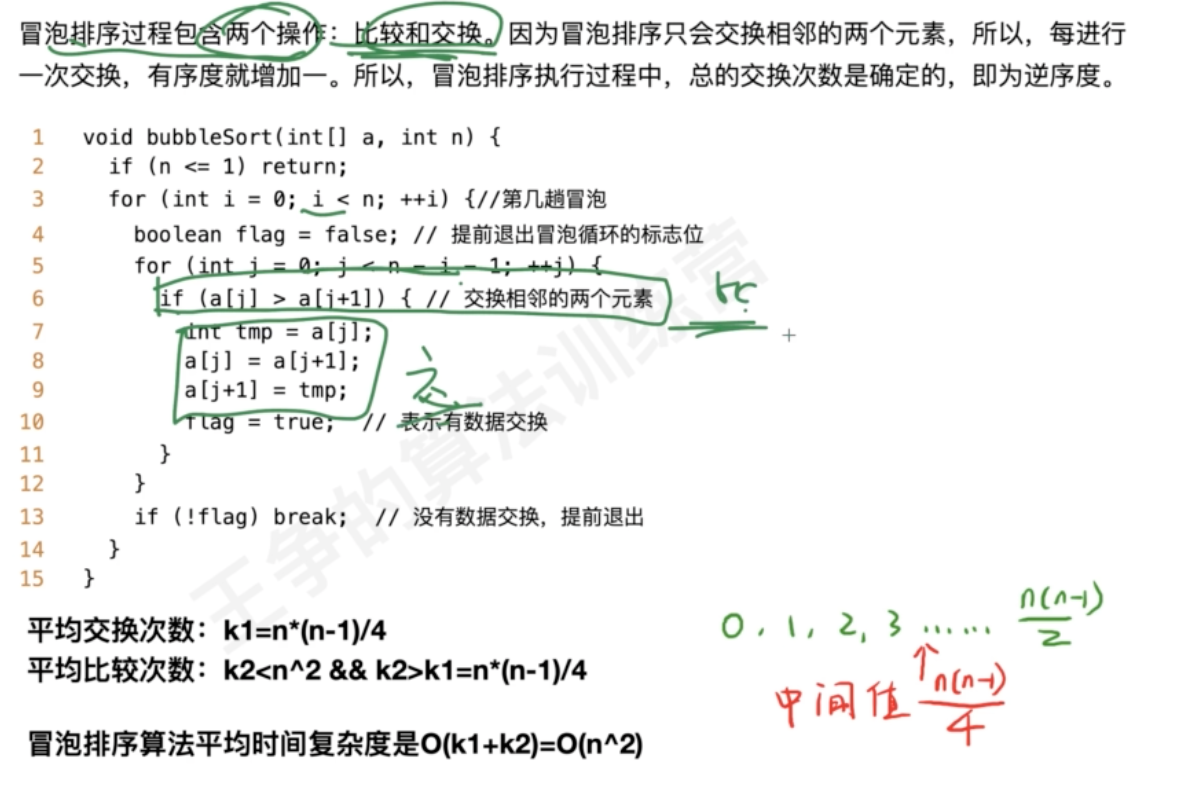 冒泡排序过程包含两个操作：比较和交换。因为冒泡排序只会交换相邻的两个元素，所以，每进行
一次交换，有序度就增加一。所以，冒泡排序执行过程中，总的交换次数是确定的，即为逆序度。
1 void bubbleSort(int[] a, int n) {
2 if (n <= 1) return;
3 for (int i = 0; i < n; ++i) {//第几趟冒泡
4 boolean flag = false; // 提前退出冒泡循环的标志位
5 for (int j = 0; j < n - i - 1; ++j) {
6 if (a[j] > a[j+1]) { // 交换相邻的两个元素
比
7 int tmp = a[j];
8 a[j] = a[j+1];
9 a[j+1] = tmp;
10 flag = true; // 表示有数据交换
11 }
12 }
13 if (!flag) break; // 没有数据交换，提前退出
14 }
15 }
王争的算法训练营
平均交换次数：k1=n*(n-1)/4
平均比较次数：k2<n^2 && k2>k1=n*(n-1)/4
0, 1, 2, 3 …… n(n-1)/2
中间值 n(n-1)/4
冒泡排序算法平均时间复杂度是O(k1+k2)=O(n^2)